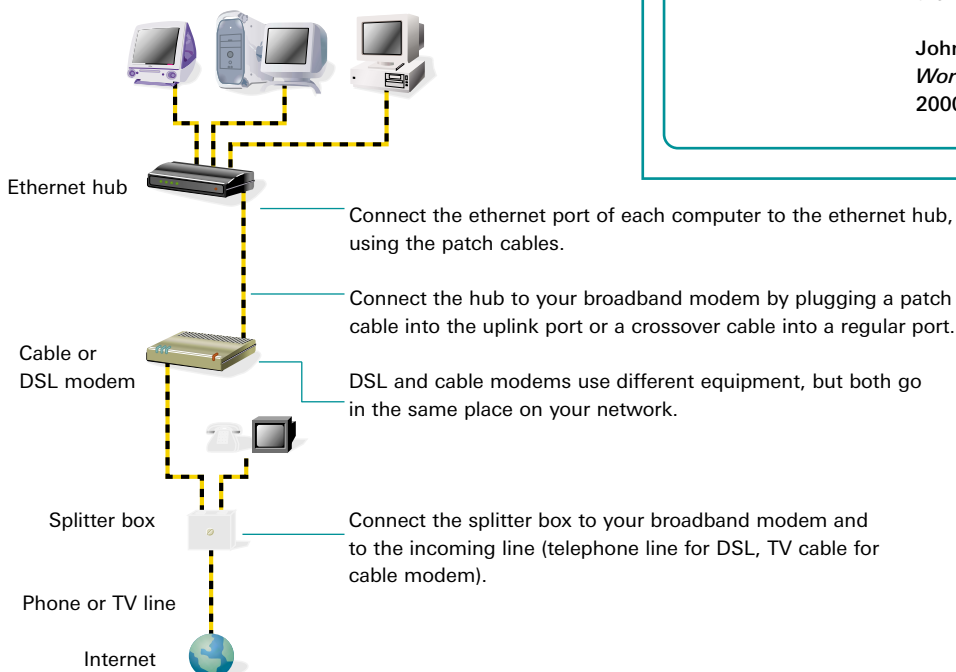 John
Wor
2000
Ethernet hub
Connect the ethernet port of each computer to the ethernet hub,
using the patch cables.
Connect the hub to your broadband modem by plugging a patch
cable into the uplink port or a crossover cable into a regular port.
Cable or
DSL modem
DSL and cable modems use different equipment, but both go
in the same place on your network.
Splitter box
Connect the splitter box to your broadband modem and
to the incoming line (telephone line for DSL, TV cable for
cable modem).
Phone or TV line
Internet